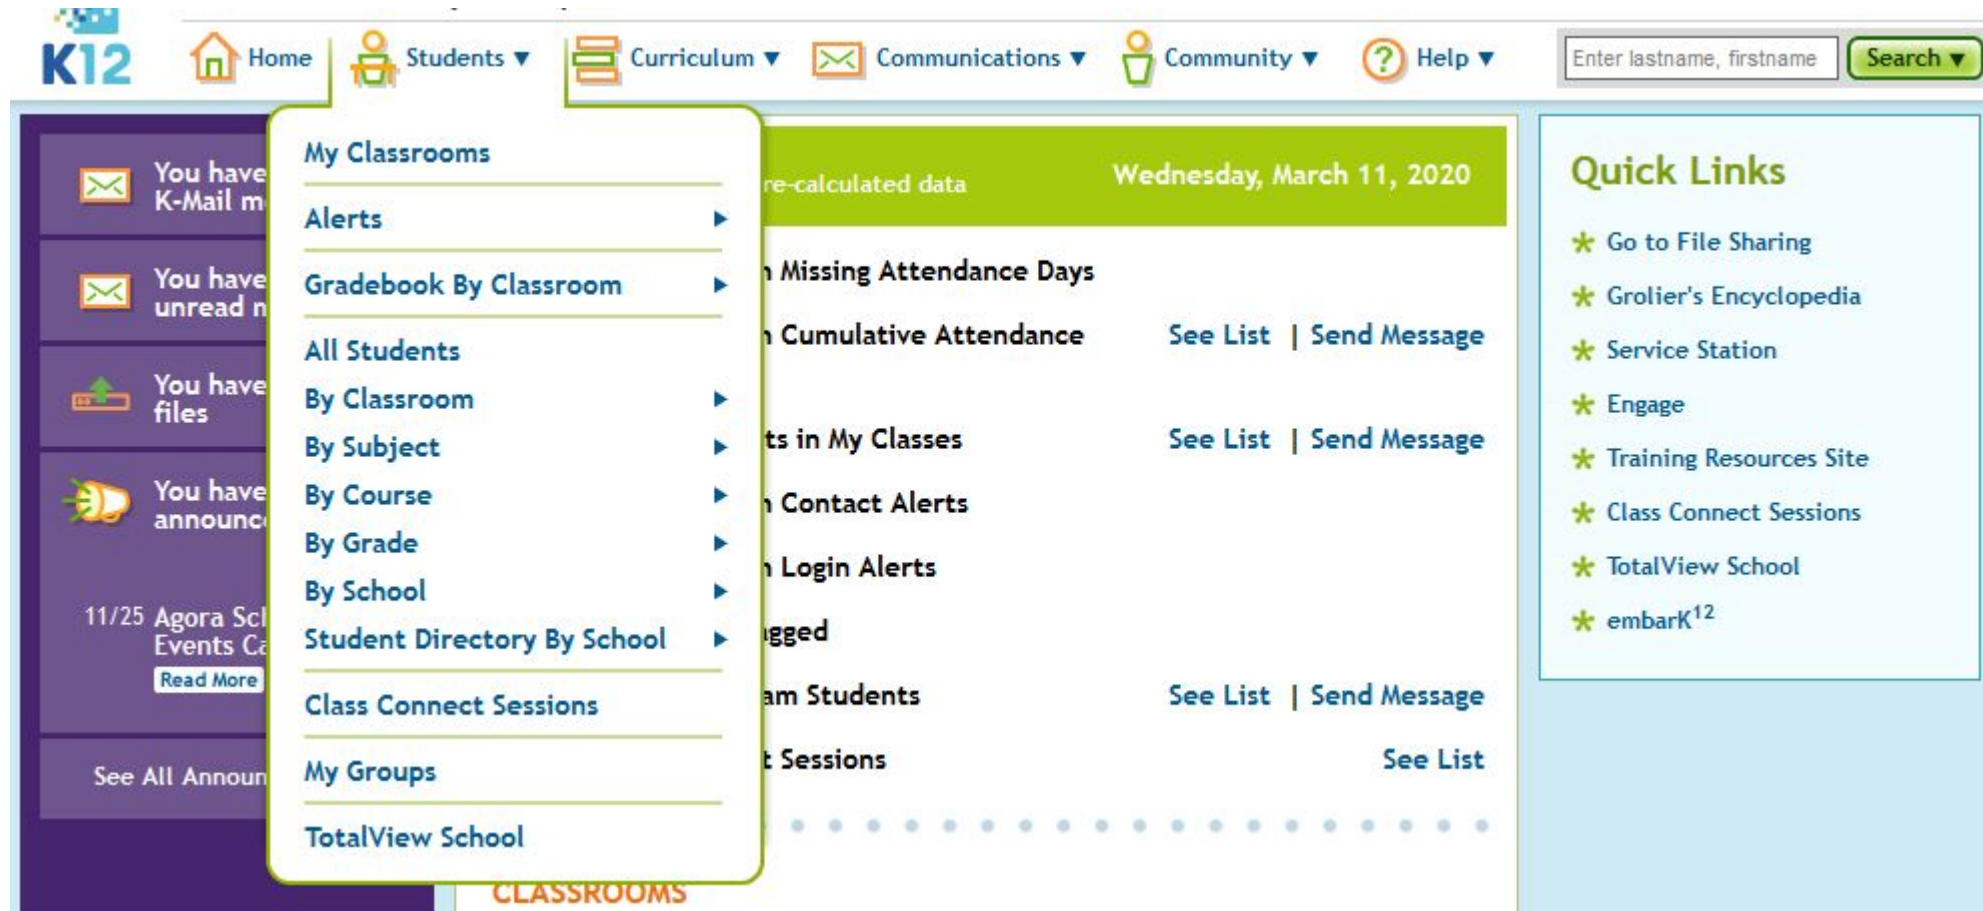 K12
Home
Students
Curriculum
Communications
Community
Help
Enter lastname, firstname
Search
You have
K-Mail
You have
unread
You have
files
You have
11/25 Agora
Events
Read More
See All
My Classrooms
Alerts
Gradebook By Classroom
All Students
By Classroom
By Subject
By Course
By Grade
By School
Student Directory By School
Class Connect Sessions
My Groups
TotalView School
re-calculated data
Wednesday, March 11, 2020
Missing Attendance Days
Cumulative Attendance See List | Send Message
ts in My Classes See List | Send Message
Contact Alerts
Login Alerts
gged
am Students See List | Send Message
t Sessions See List
CLASSROOMS
Quick Links
Go to File Sharing
Grolier's Encyclopedia
Service Station
Engage
Training Resources Site
Class Connect Sessions
TotalView School
embarK12